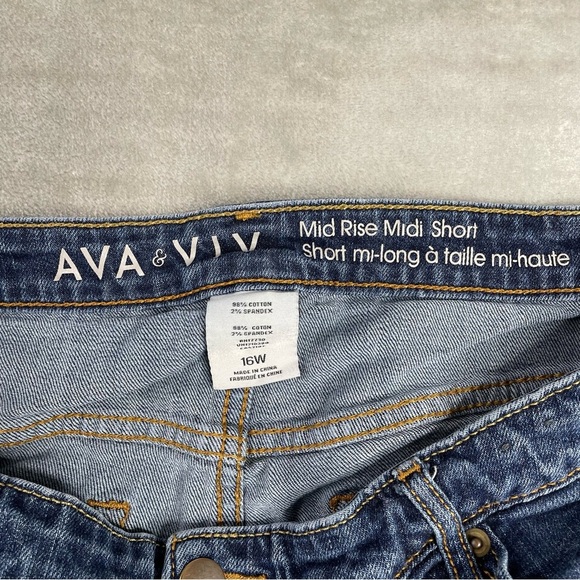 AVA & VIV
Mid Rise Midi Short
Short mi-long à taille mi-haute
98% COTTON
2% SPANDEX
98% COTTON
2% SPANDEX
16W
MADE IN CHINA
FABRIQUÉ EN CHINE